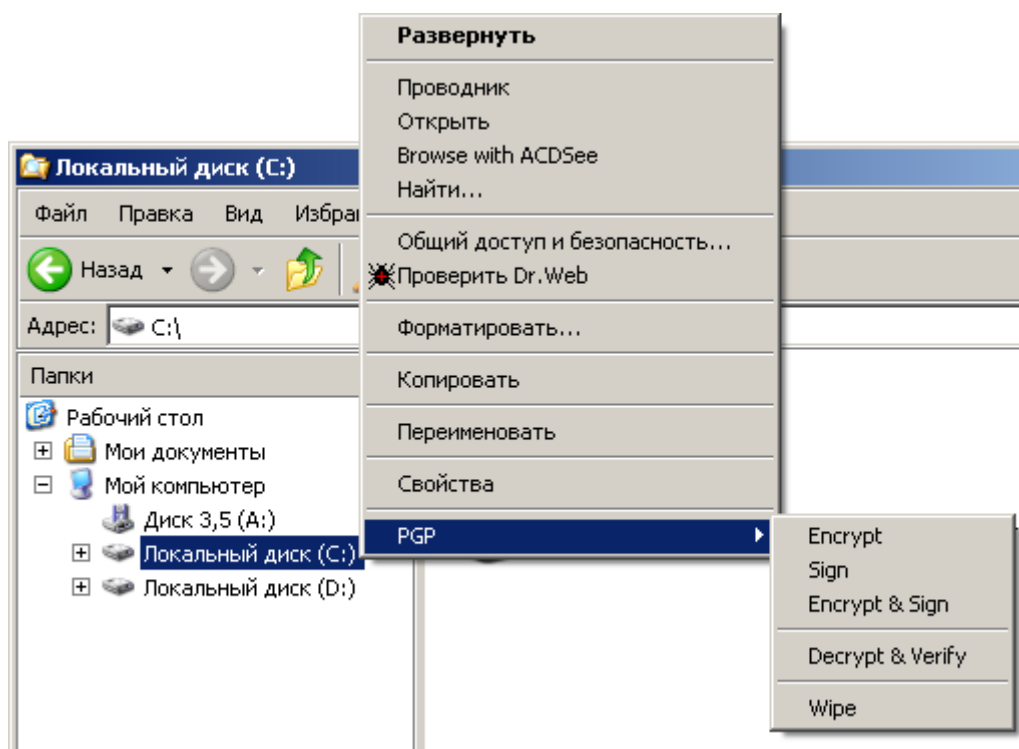 Развернуть
Проводник
Открыть
Browse with ACDSee
Найти...
Общий доступ и безопасность...
Проверить Dr.Web
Форматировать...
Копировать
Переименовать
Свойства
PGP
Encrypt
Sign
Encrypt & Sign
Decrypt & Verify
Wipe
Локальный диск (C:)
Файл Правка Вид
Назад
Адрес: C:\
Папки
Рабочий стол
Мои документы
Мой компьютер
Диск 3,5 (A:)
Локальный диск (C:)
Локальный диск (D:)